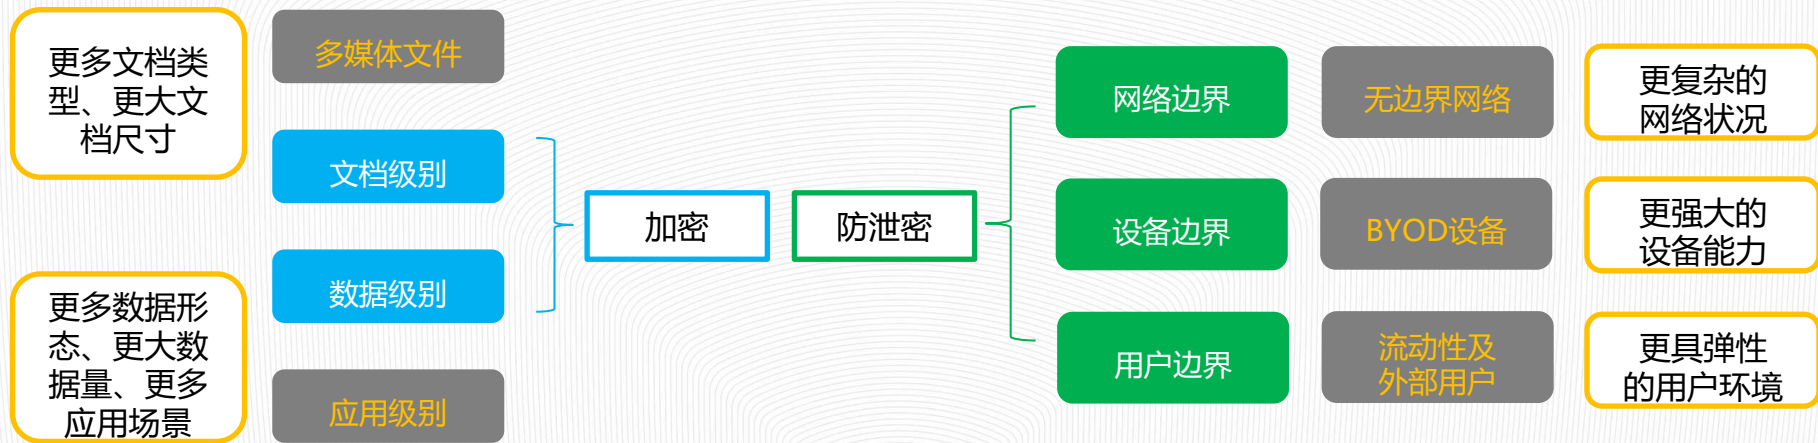 更多文档类
型、更大文
档尺寸
更多数据形
态、更大数
据量、更多
应用场景
多媒体文件
文档级别
数据级别
应用级别
加密
防泄密
网络边界
设备边界
用户边界
无边界网络
BYOD设备
流动性及
外部用户
更复杂的
网络状况
更强大的
设备能力
更具弹性
的用户环境